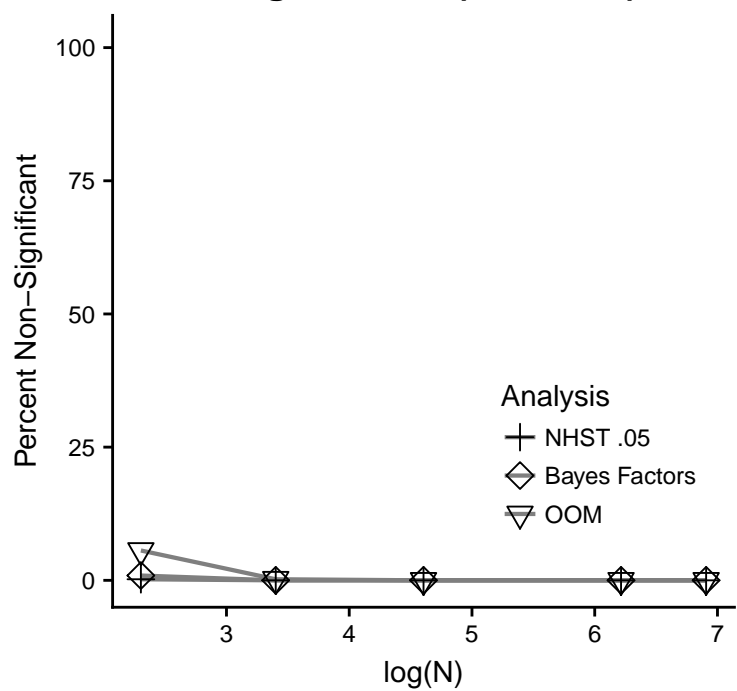 100
75
50
25
0
Percent Non−Significant
Analysis
NHST .05
Bayes Factors
OOM
3 4 5 6 7
log(N)